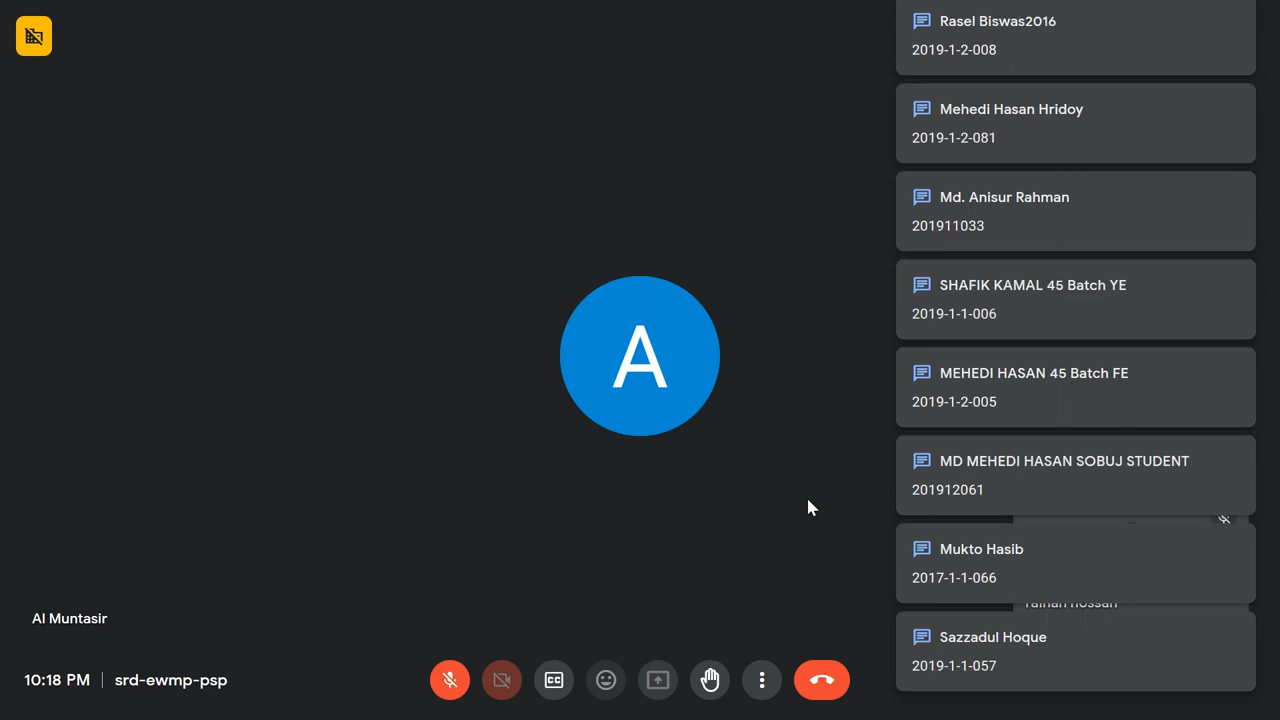 Rasel Biswas2016
2019-1-2-008
Mehedi Hasan Hridoy
2019-1-2-081
Md. Anisur Rahman
201911033
SHAFIK KAMAL 45 Batch YE
2019-1-1-006
MEHEDI HASAN 45 Batch FE
2019-1-2-005
MD MEHEDI HASAN SOBUJ STUDENT
201912061
Mukto Hasib
2017-1-1-066
Sazzadul Hoque
2019-1-1-057
A
Al Muntasir
10:18 PM | srd-ewmp-psp
CC